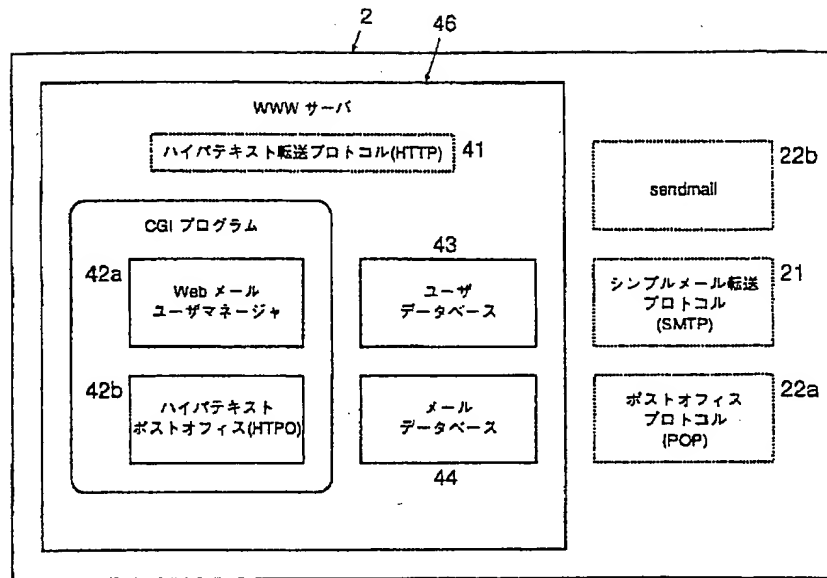 2
46
WWW サーバ
ハイパテキスト転送プロトコル(HTTP)
41
CGI プログラム
42a
Web メール
ユーザマネージャ
42b
ハイパテキスト
ポストオフィス(HTPO)
43
ユーザ
データベース
メール
データベース
44
22b
sendmail
21
シンプルメール転送
プロトコル
(SMTP)
22a
ポストオフィス
プロトコル
(POP)